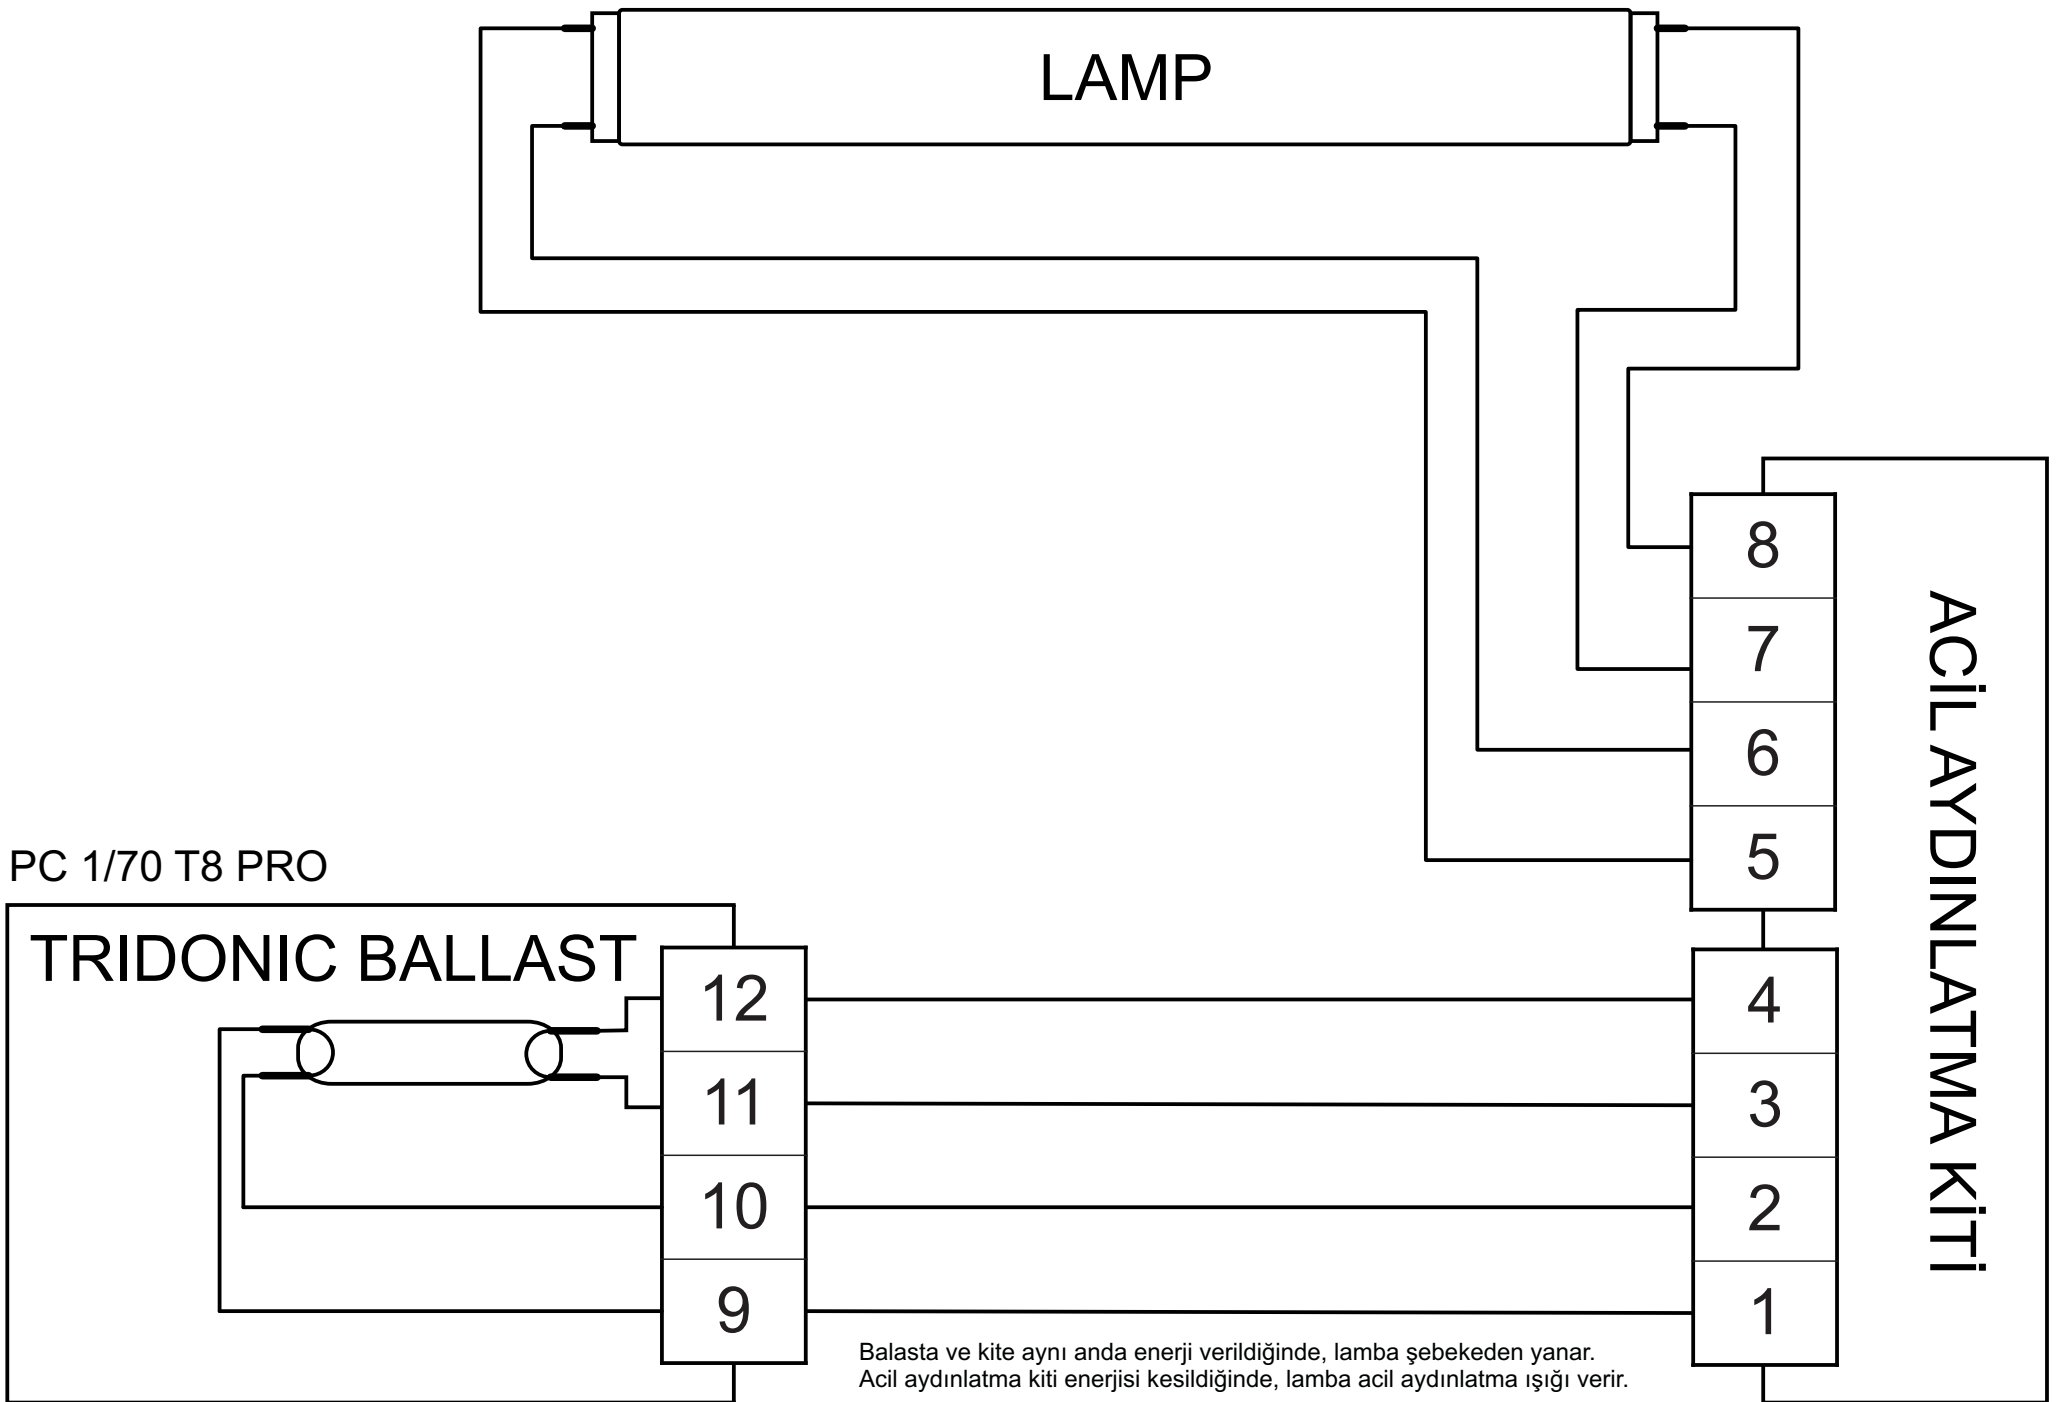 LAMP
8
7
6
5
ACİL AYDINLATMA KİTİ
PC 1/70 T8 PRO
TRIDONIC BALLAST
12
11
10
9
4
3
2
1
Balasta ve kite aynı anda enerji verildiğinde, lamba şebekeden yanar.
Acil aydınlatma kiti enerjisi kesildiğinde, lamba acil aydınlatma ışığı verir.